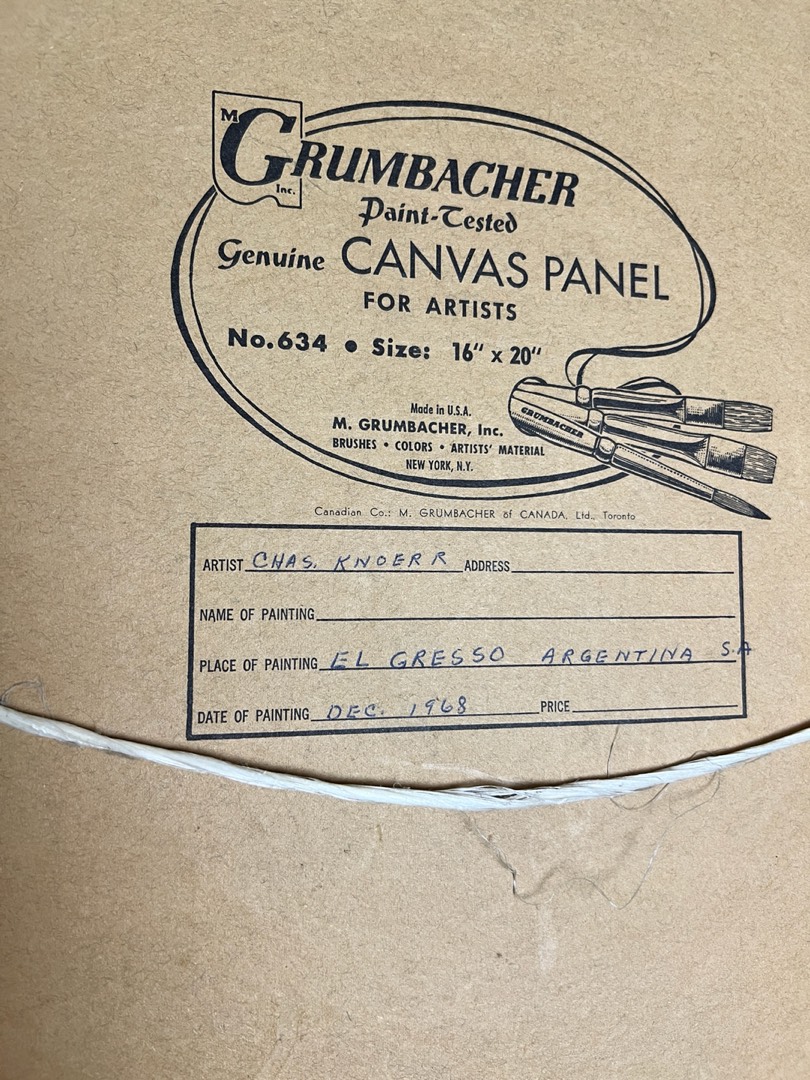 M GRUMBACHER Inc.
Paint-Tested
Genuine CANVAS PANEL
FOR ARTISTS
No.634 • Size: 16" x 20"
GRUMBACHER
Made in U.S.A.
M. GRUMBACHER, Inc.
BRUSHES • COLORS • ARTISTS' MATERIAL
NEW YORK, N.Y.
Canadian Co.: M. GRUMBACHER of CANADA, Ltd., Toronto
ARTIST CHAS. KNOERR ADDRESS
NAME OF PAINTING
PLACE OF PAINTING EL GRESSO ARGENTINA S.A
DATE OF PAINTING DEC. 1968 PRICE